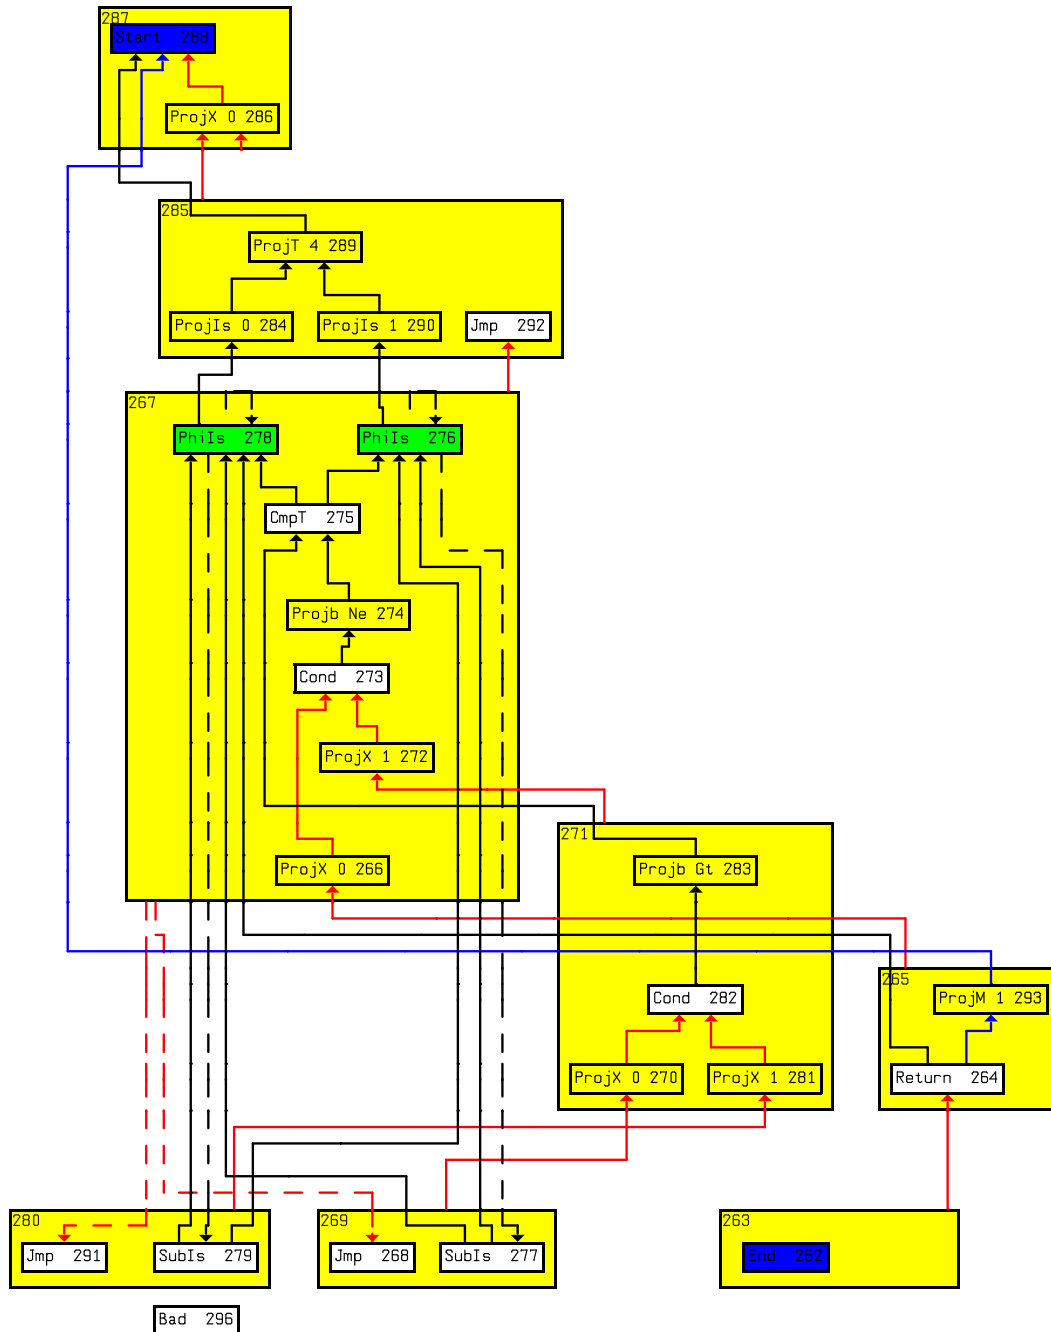 287
Start 288
ProjX 0 286
285
ProjT 4 289
ProjIs 0 284
ProjIs 1 290
Jmp 292
267
PhiIs 278
PhiIs 276
CmpT 275
Projb Ne 274
Cond 273
ProjX 1 272
271
ProjX 0 266
Projb Gt 283
265
Cond 282
ProjM 1 293
ProjX 0 270
ProjX 1 281
Return 264
280
269
263
Jmp 291
SubIs 279
Jmp 268
SubIs 277
End 262
Bad 296